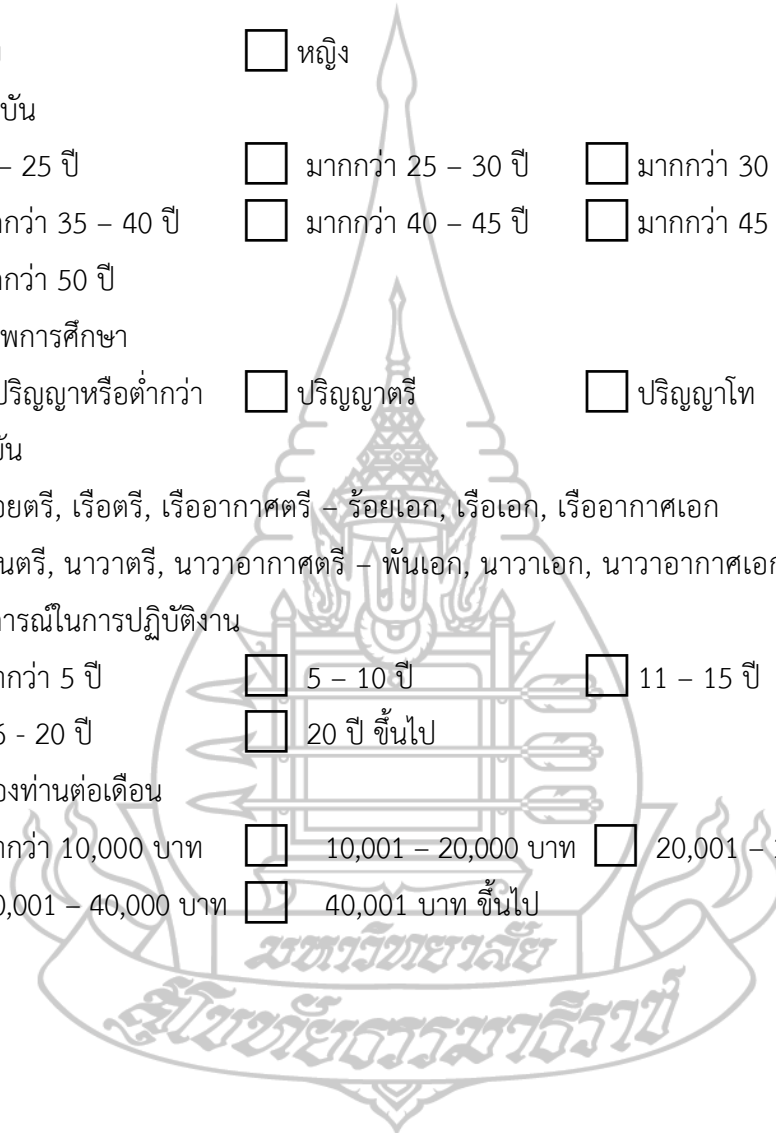 หญิง
– 25 ปี มากกว่า 25 – 30 ปี มากกว่า 30
กว่า 35 – 40 ปี มากกว่า 40 – 45 ปี มากกว่า 45
กว่า 50 ปี
พการศึกษา
ปริญญาหรือต่ำกว่า ปริญญาตรี ปริญญาโท
อยตรี, เรือตรี, เรืออากาศตรี – ร้อยเอก, เรือเอก, เรืออากาศเอก
นตรี, นาวาตรี, นาวาอากาศตรี – พันเอก, นาวาเอก, นาวาอากาศเอก
ารณ์ในการปฏิบัติงาน
กว่า 5 ปี 5 – 10 ปี 11 – 15 ปี
6 - 20 ปี 20 ปี ขึ้นไป
องท่านต่อเดือน
กว่า 10,000 บาท 10,001 – 20,000 บาท 20,001 –
0,001 – 40,000 บาท 40,001 บาท ขึ้นไป
มหาวิทยาลัย
สุโขทัยธรรมาธิราช